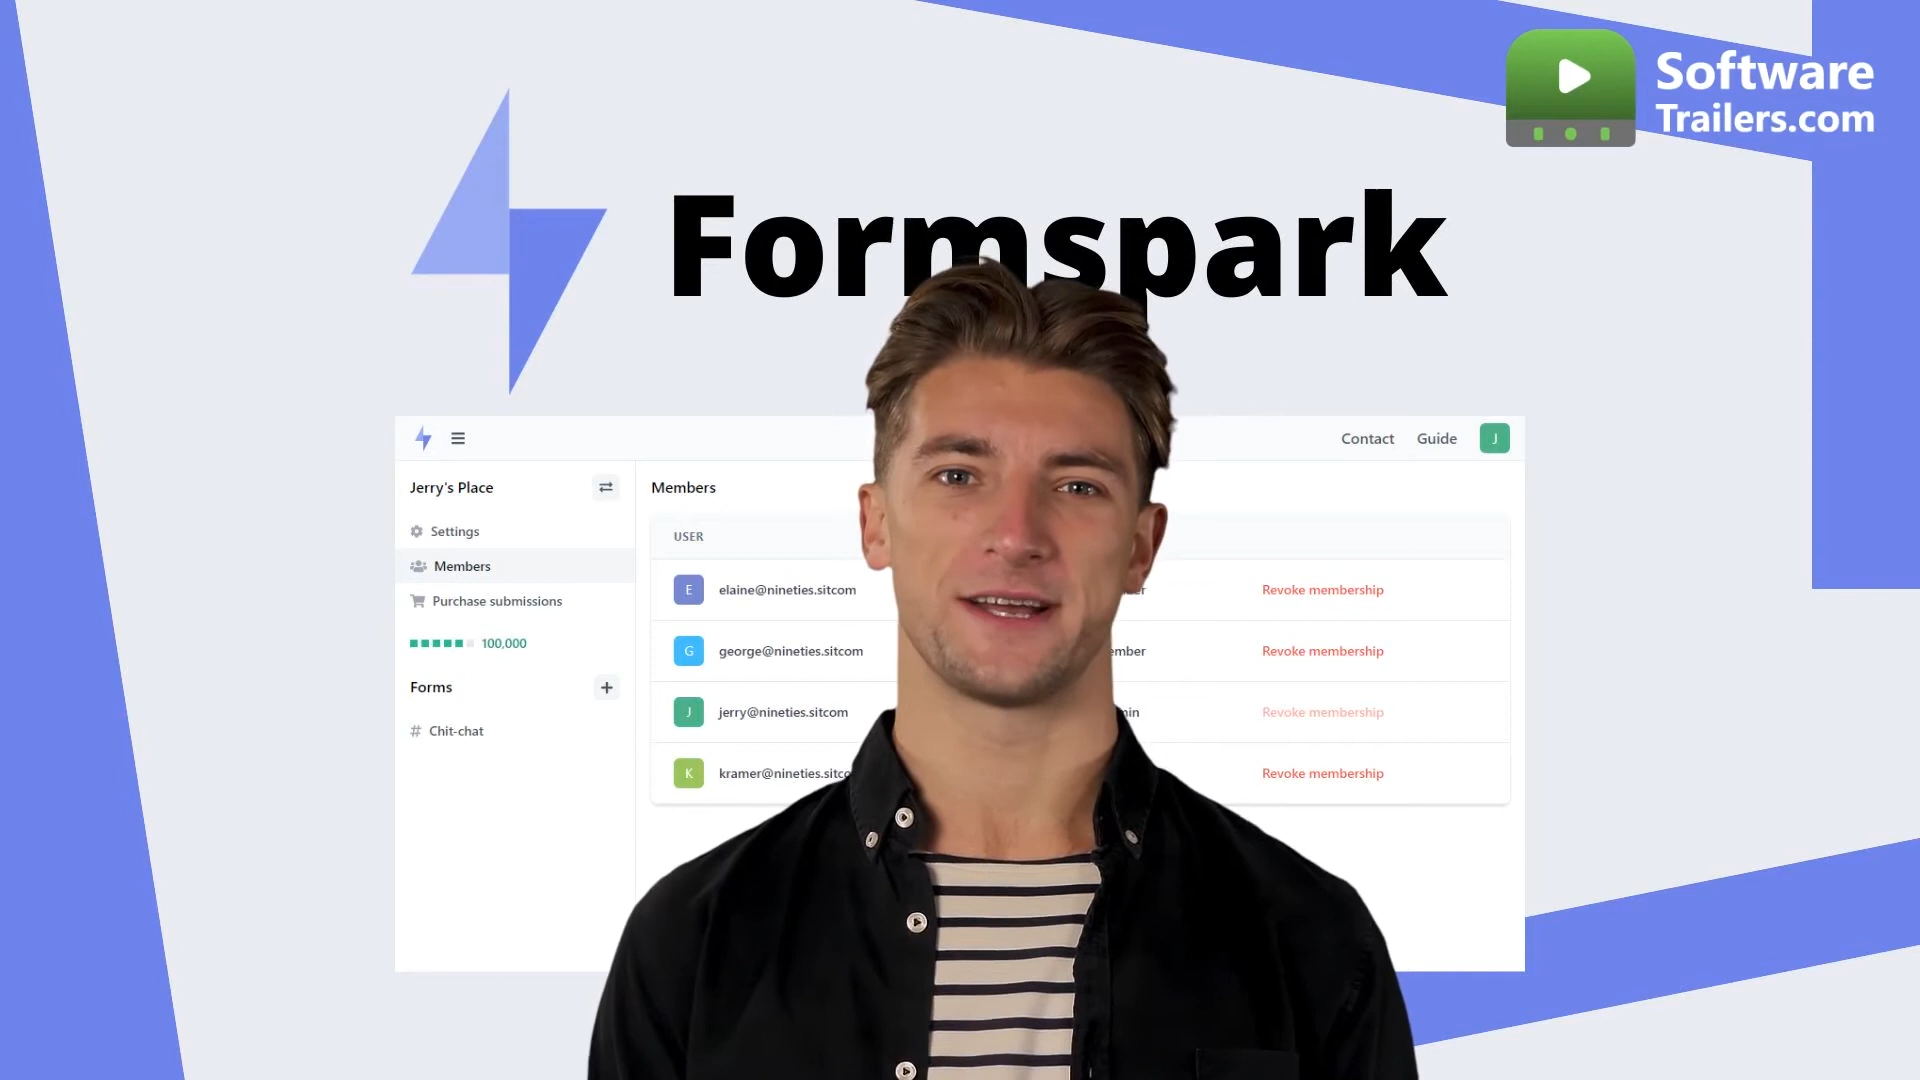 Software
Trailers.com
Formspark
Contact Guide J
Jerry's Place
Members
Settings
USER
Members
E elaine@nineties.sitcom Revoke membership
Purchase submissions
100,000
G george@nineties.sitcom Revoke membership
Forms
J jerry@nineties.sitcom Revoke membership
Chit-chat
K Revoke membership